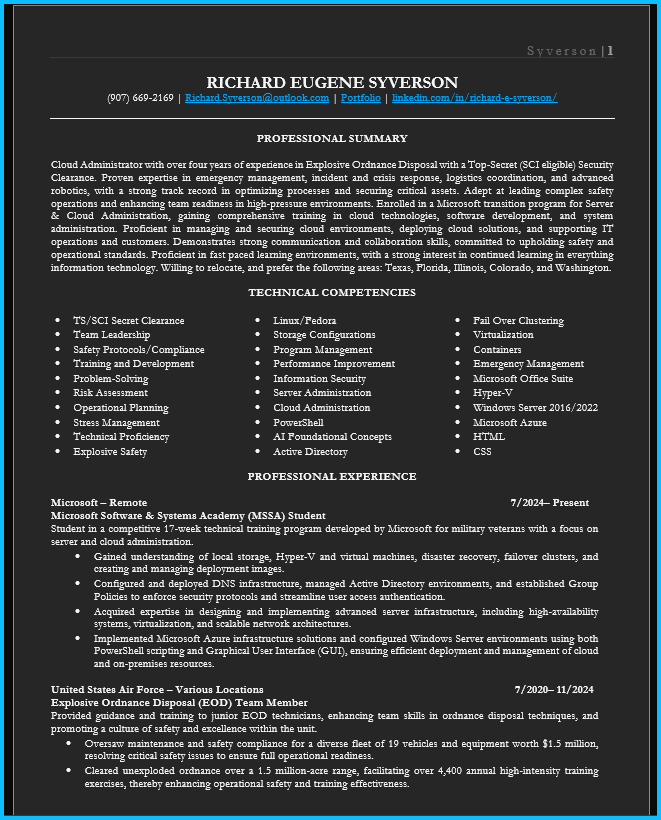 Syverson | 1
RICHARD EUGENE SYVERSON
(907) 669-2169 | Richard.Syverson@outlook.com | Portfolio | linkedin.com/in/richard-e-syverson/
PROFESSIONAL SUMMARY
Cloud Administrator with over four years of experience in Explosive Ordnance Disposal with a Top-Secret (SCI eligible) Security
Clearance. Proven expertise in emergency management, incident and crisis response, logistics coordination, and advanced
robotics, with a strong track record in optimizing processes and securing critical assets. Adept at leading complex safety
operations and enhancing team readiness in high-pressure environments. Enrolled in a Microsoft transition program for Server
& Cloud Administration, gaining comprehensive training in cloud technologies, software development, and system
administration. Proficient in managing and securing cloud environments, deploying cloud solutions, and supporting IT
operations and customers. Demonstrates strong communication and collaboration skills, committed to upholding safety and
operational standards. Proficient in fast paced learning environments, with a strong interest in continued learning in everything
information technology. Willing to relocate, and prefer the following areas: Texas, Florida, Illinois, Colorado, and Washington.
TECHNICAL COMPETENCIES
• TS/SCI Secret Clearance
• Team Leadership
• Safety Protocols/Compliance
• Training and Development
• Problem-Solving
• Risk Assessment
• Operational Planning
• Stress Management
• Technical Proficiency
• Explosive Safety
• Linux/Fedora
• Storage Configurations
• Program Management
• Performance Improvement
• Information Security
• Server Administration
• Cloud Administration
• PowerShell
• AI Foundational Concepts
• Active Directory
• Fail Over Clustering
• Virtualization
• Containers
• Emergency Management
• Microsoft Office Suite
• Hyper-V
• Windows Server 2016/2022
• Microsoft Azure
• HTML
• CSS
PROFESSIONAL EXPERIENCE
Microsoft – Remote 7/2024– Present
Microsoft Software & Systems Academy (MSSA) Student
Student in a competitive 17-week technical training program developed by Microsoft for military veterans with a focus on
server and cloud administration.
• Gained understanding of local storage, Hyper-V and virtual machines, disaster recovery, failover clusters, and
creating and managing deployment images.
• Configured and deployed DNS infrastructure, managed Active Directory environments, and established Group
Policies to enforce security protocols and streamline user access authentication.
• Acquired expertise in designing and implementing advanced server infrastructure, including high-availability
systems, virtualization, and scalable network architectures.
• Implemented Microsoft Azure infrastructure solutions and configured Windows Server environments using both
PowerShell scripting and Graphical User Interface (GUI), ensuring efficient deployment and management of cloud
and on-premises resources.
United States Air Force – Various Locations 7/2020– 11/2024
Explosive Ordnance Disposal (EOD) Team Member
Provided guidance and training to junior EOD technicians, enhancing team skills in ordnance disposal techniques, and
promoting a culture of safety and excellence within the unit.
• Oversaw maintenance and safety compliance for a diverse fleet of 19 vehicles and equipment worth $1.5 million,
resolving critical safety issues to ensure full operational readiness.
• Cleared unexploded ordnance over a 1.5 million-acre range, facilitating over 4,400 annual high-intensity training
exercises, thereby enhancing operational safety and training effectiveness.